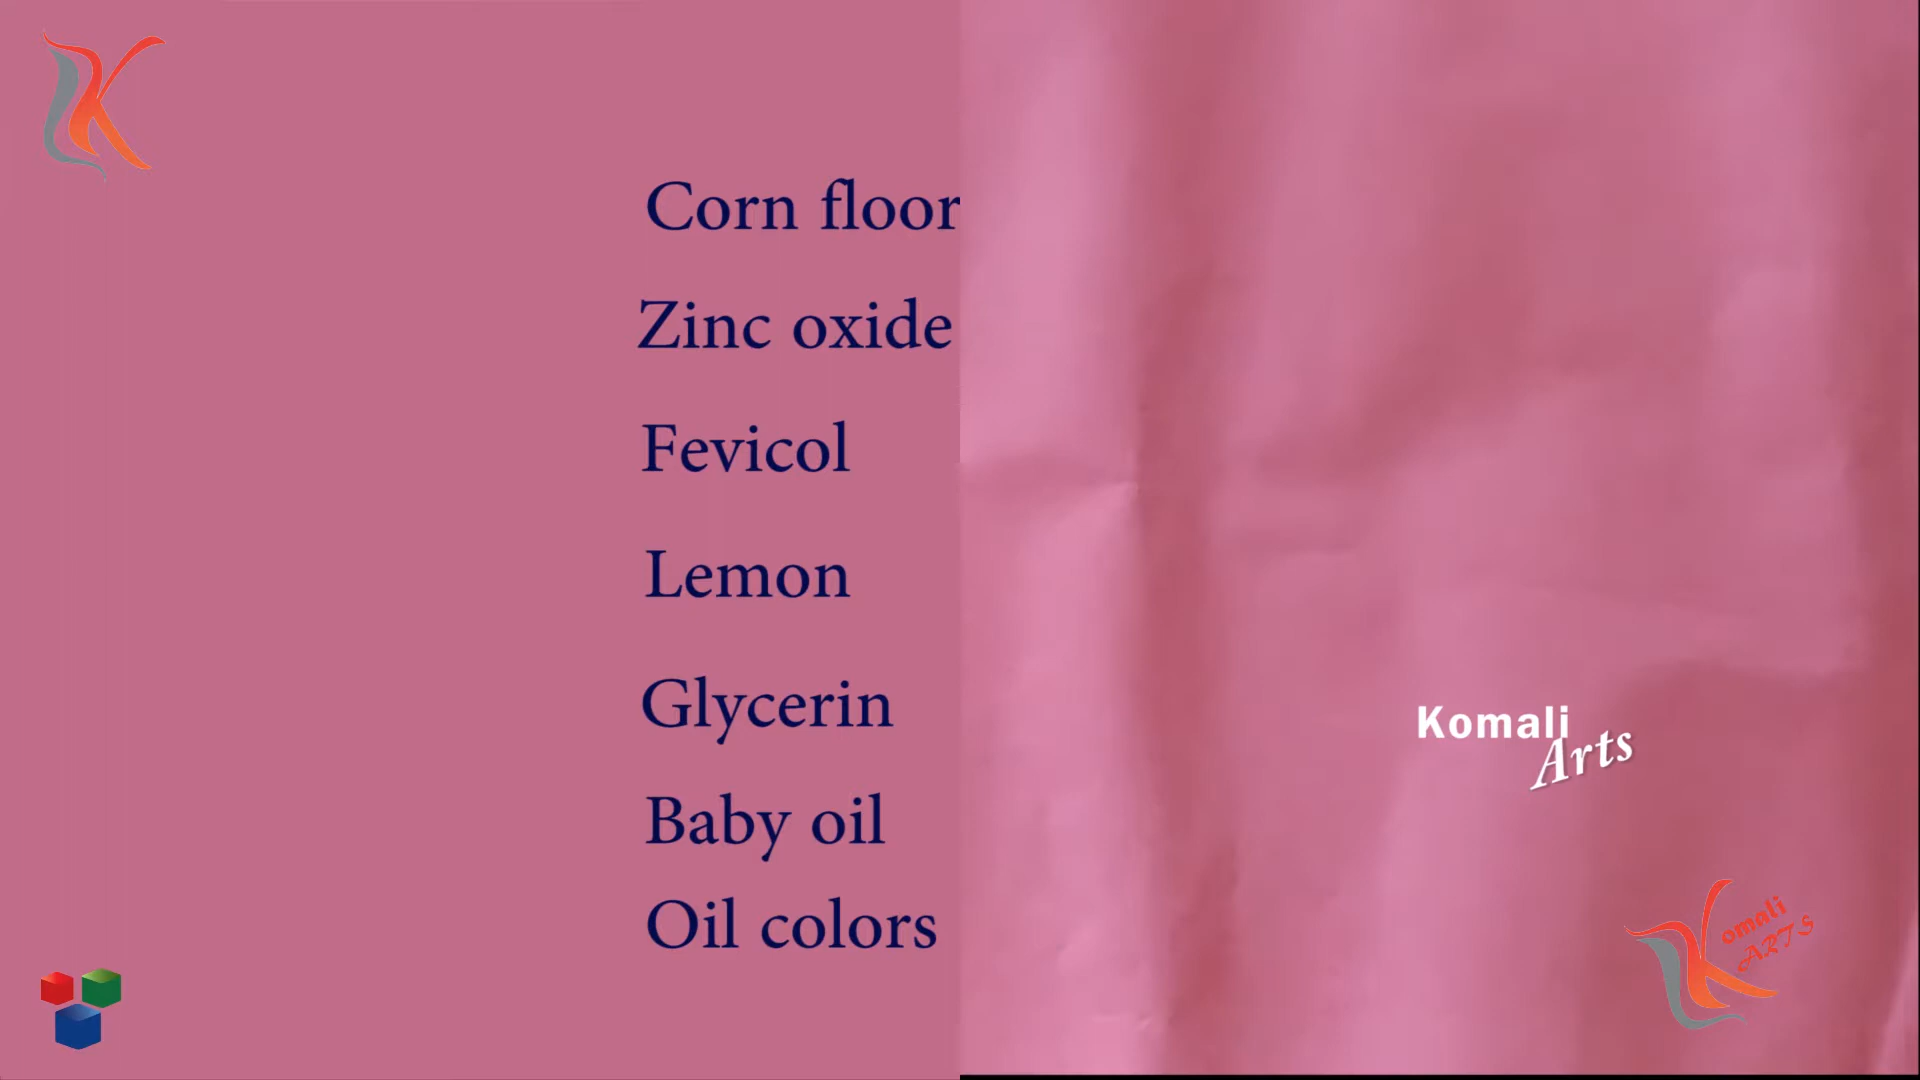 Corn floor
Zinc oxide
Fevicol
Lemon
Glycerin
Baby oil
Oil colors
Komali
Arts
Komali
ARTS